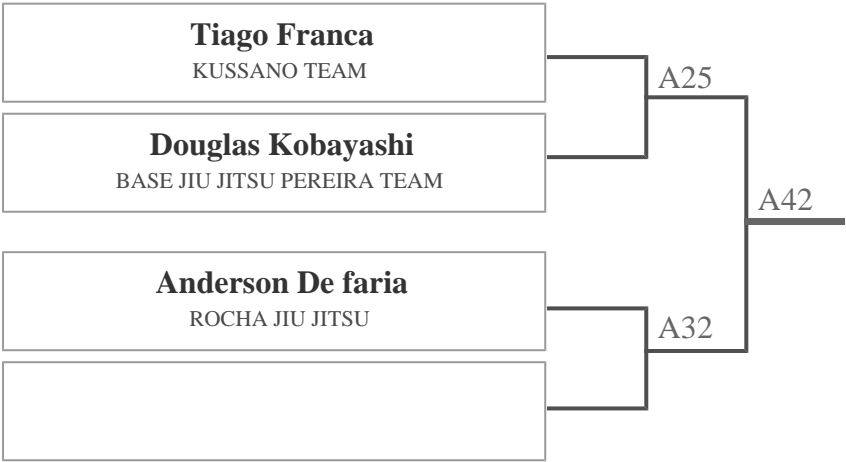 Tiago Franca
KUSSANO TEAM
A25
Douglas Kobayashi
BASE JIU JITSU PEREIRA TEAM
A42
Anderson De faria
ROCHA JIU JITSU
A32